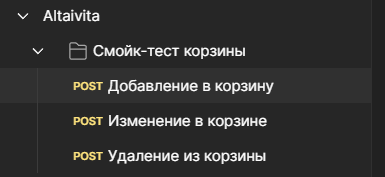 Altaivita
Смойк-тест корзины
POST Добавление в корзину
POST Изменение в корзине
POST Удаление из корзины